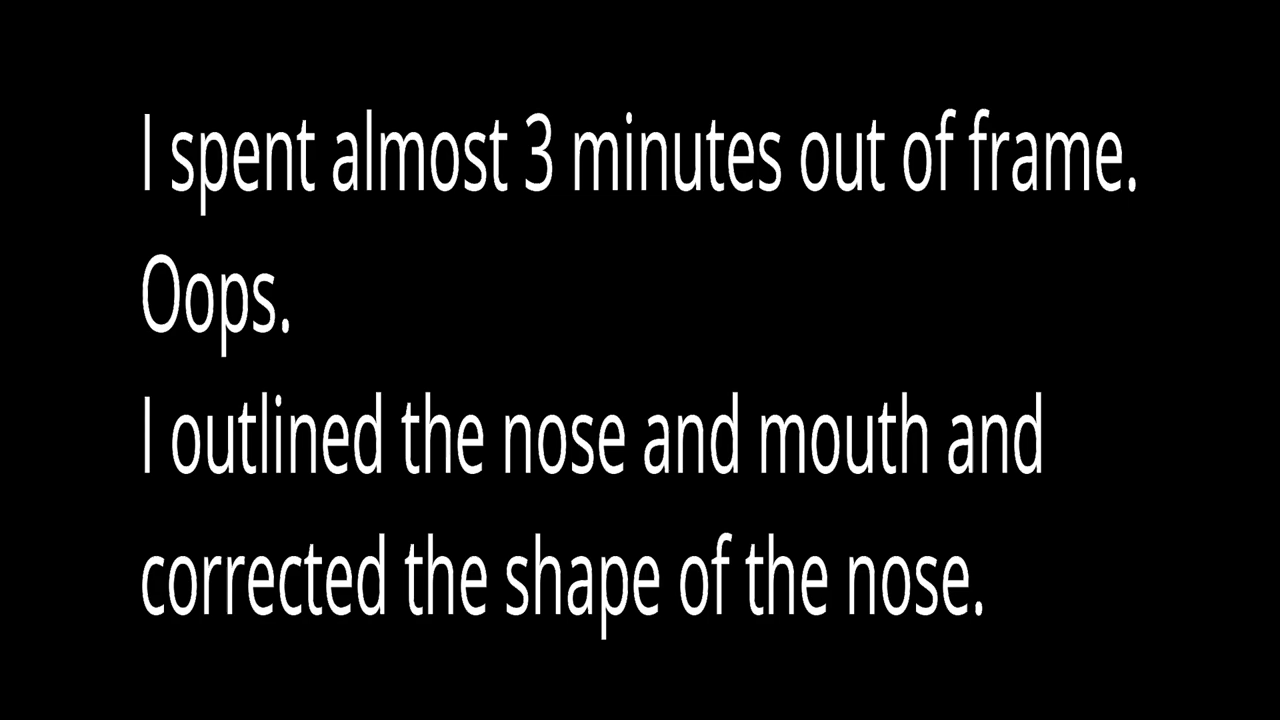 I spent almost 3 minutes out of frame.
Oops.
I outlined the nose and mouth and
corrected the shape of the nose.